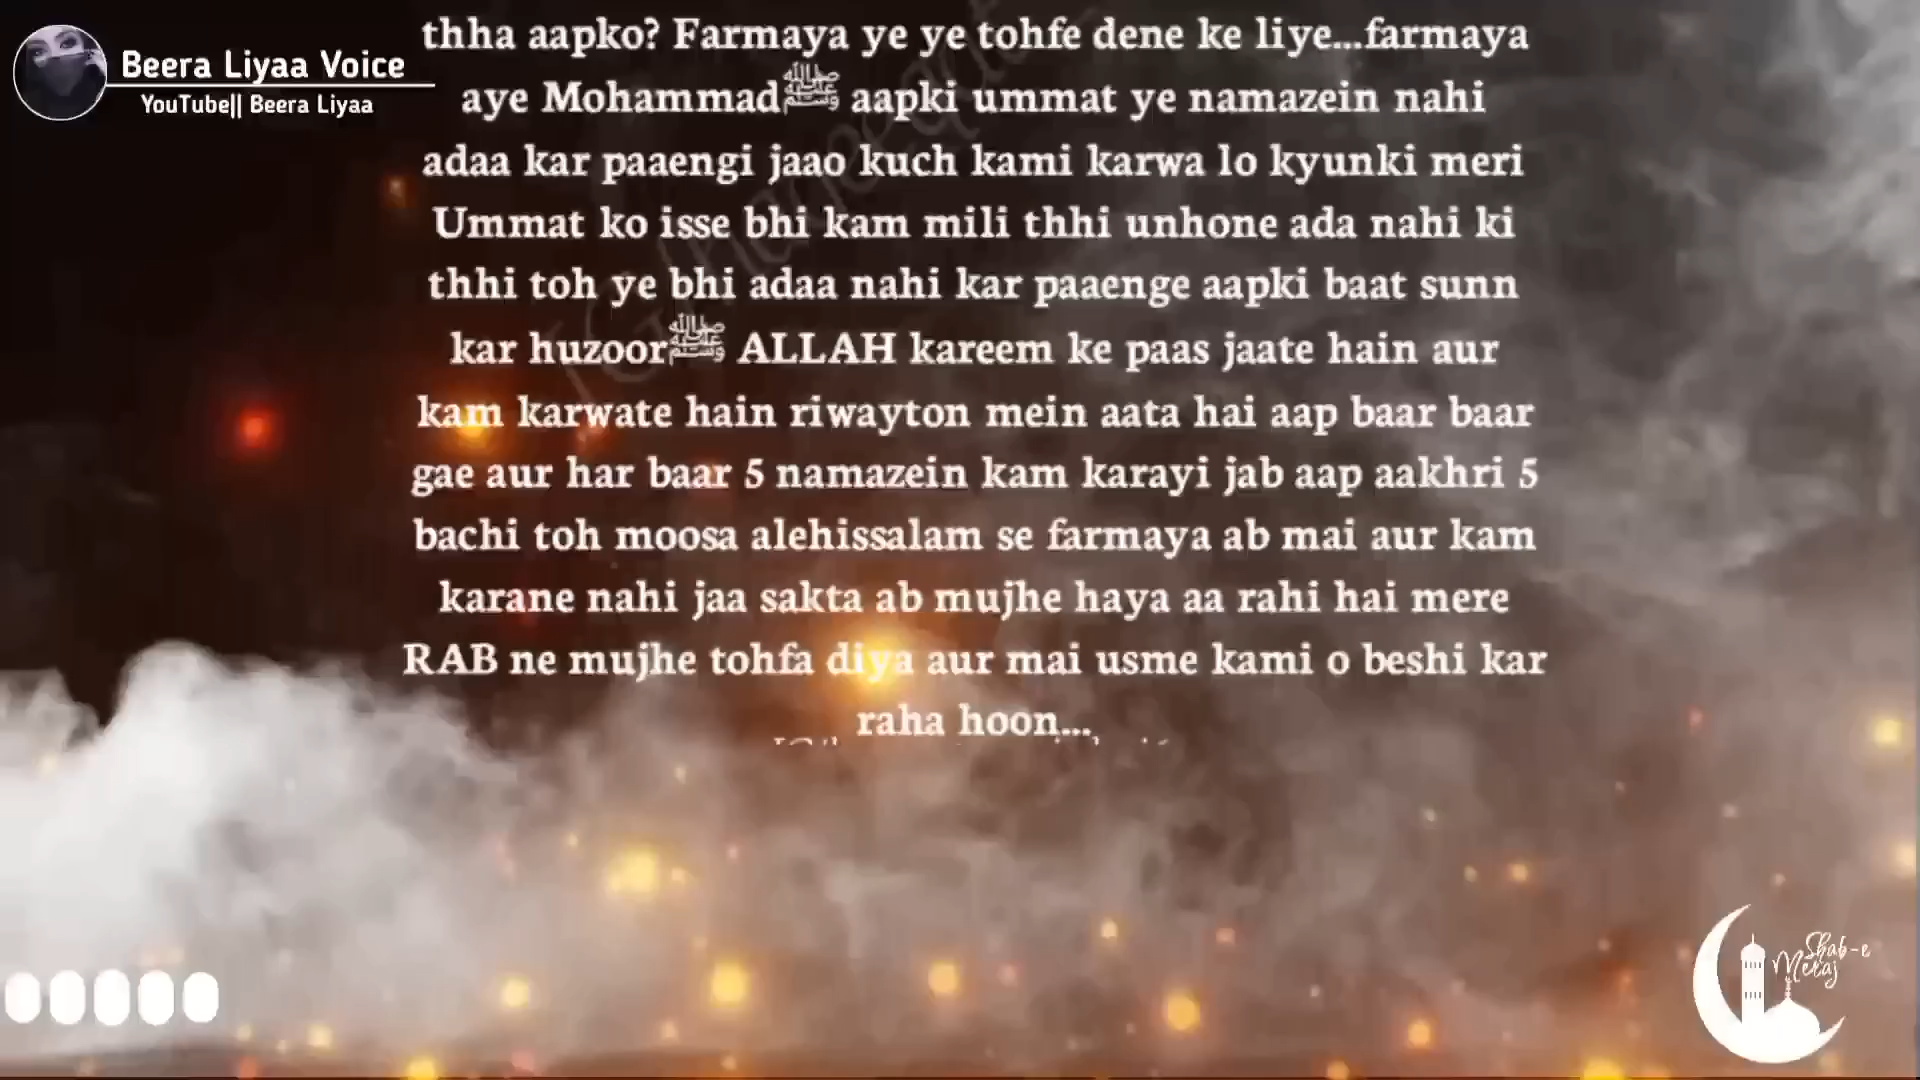 Beera Liyaa Voice
YouTube|| Beera Liyaa
thha aapko? Farmaya ye ye tohfe dene ke liye...farmaya
aye Mohammadﷺ aapki ummat ye namazein nahi
adaa kar paaengi jaao kuch kami karwa lo kyunki meri
Ummat ko isse bhi kam mili thhi unhone ada nahi ki
thhi toh ye bhi adaa nahi kar paaenge aapki baat sunn
kar huzoorﷺ ALLAH kareem ke paas jaate hain aur
kam karwate hain riwayton mein aata hai aap baar baar
gae aur har baar 5 namazein kam karayi jab aap aakhri 5
bachi toh moosa alehissalam se farmaya ab mai aur kam
karane nahi jaa sakta ab mujhe haya aa rahi hai mere
RAB ne mujhe tohfa diya aur mai usme kami o beshi kar
raha hoon...
Shab-e
Meraj